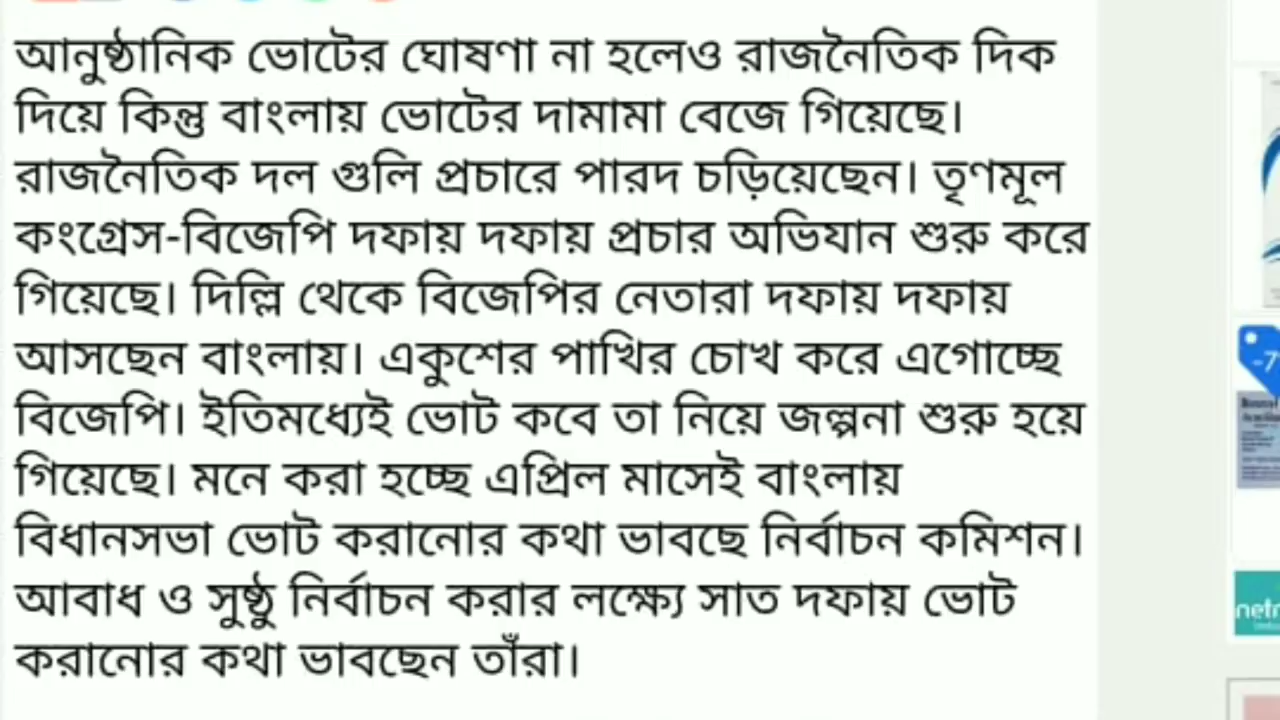 আনুষ্ঠানিক ভোটের ঘোষণা না হলেও রাজনৈতিক দিক
দিয়ে কিন্তু বাংলায় ভোটের দামামা বেজে গিয়েছে।
রাজনৈতিক দল গুলি প্রচারে পারদ চড়িয়েছেন। তৃণমূল
কংগ্রেস-বিজেপি দফায় দফায় প্রচার অভিযান শুরু করে
গিয়েছে। দিল্লি থেকে বিজেপির নেতারা দফায় দফায়
আসছেন বাংলায়। একুশের পাখির চোখ করে এগোচ্ছে
বিজেপি। ইতিমধ্যেই ভোট কবে তা নিয়ে জল্পনা শুরু হয়ে
গিয়েছে। মনে করা হচ্ছে এপ্রিল মাসেই বাংলায়
বিধানসভা ভোট করানোর কথা ভাবছে নির্বাচন কমিশন।
আবাধ ও সুষ্ঠু নির্বাচন করার লক্ষ্যে সাত দফায় ভোট
করানোর কথা ভাবছেন তাঁরা।
-7